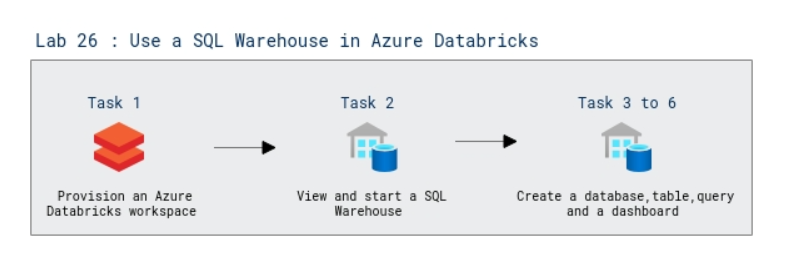 Lab 26 : Use a SQL Warehouse in Azure Databricks
Task 1
Task 2
Task 3 to 6
Provision an Azure
Databricks workspace
View and start a SQL
Warehouse
Create a database,table,query
and a dashboard